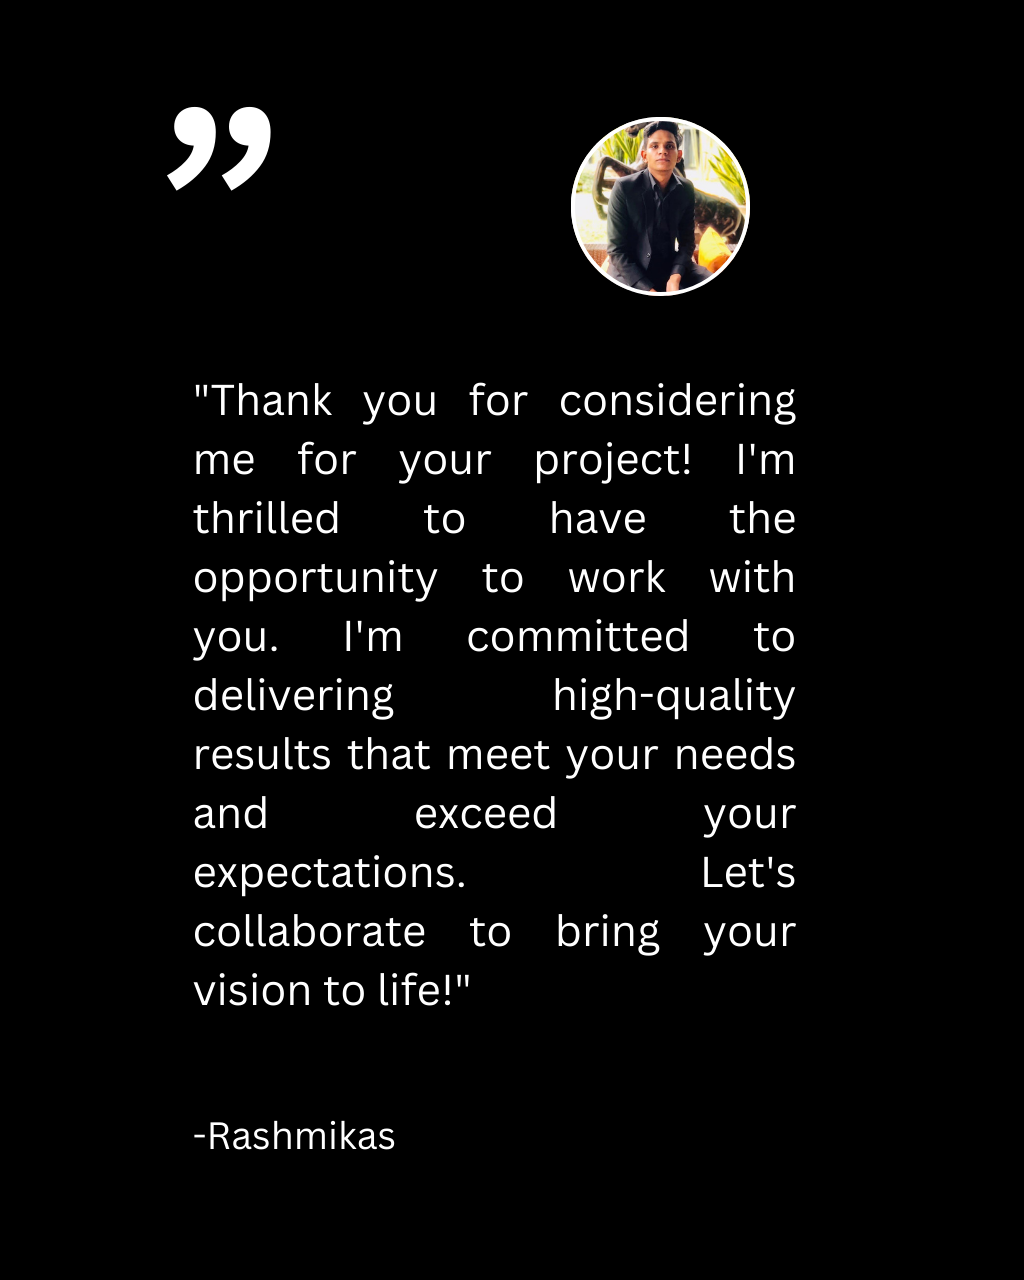 ”
"Thank you for considering
me for your project! I'm
thrilled to have the
opportunity to work with
you. I'm committed to
delivering high-quality
results that meet your needs
and exceed your
expectations. Let's
collaborate to bring your
vision to life!"
-Rashmikas